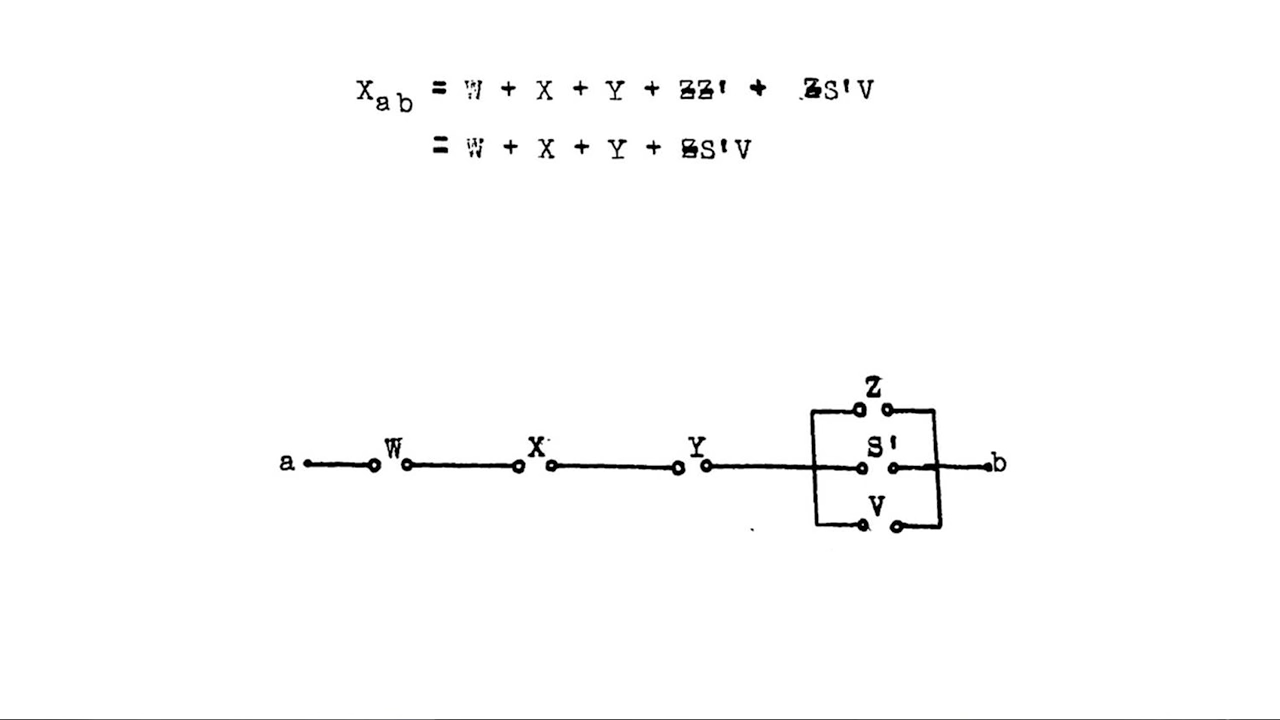 Xab = W + X + Y + ZZ' + ZS'V
= W + X + Y + ZS'V
Z
a W X Y S' b
V